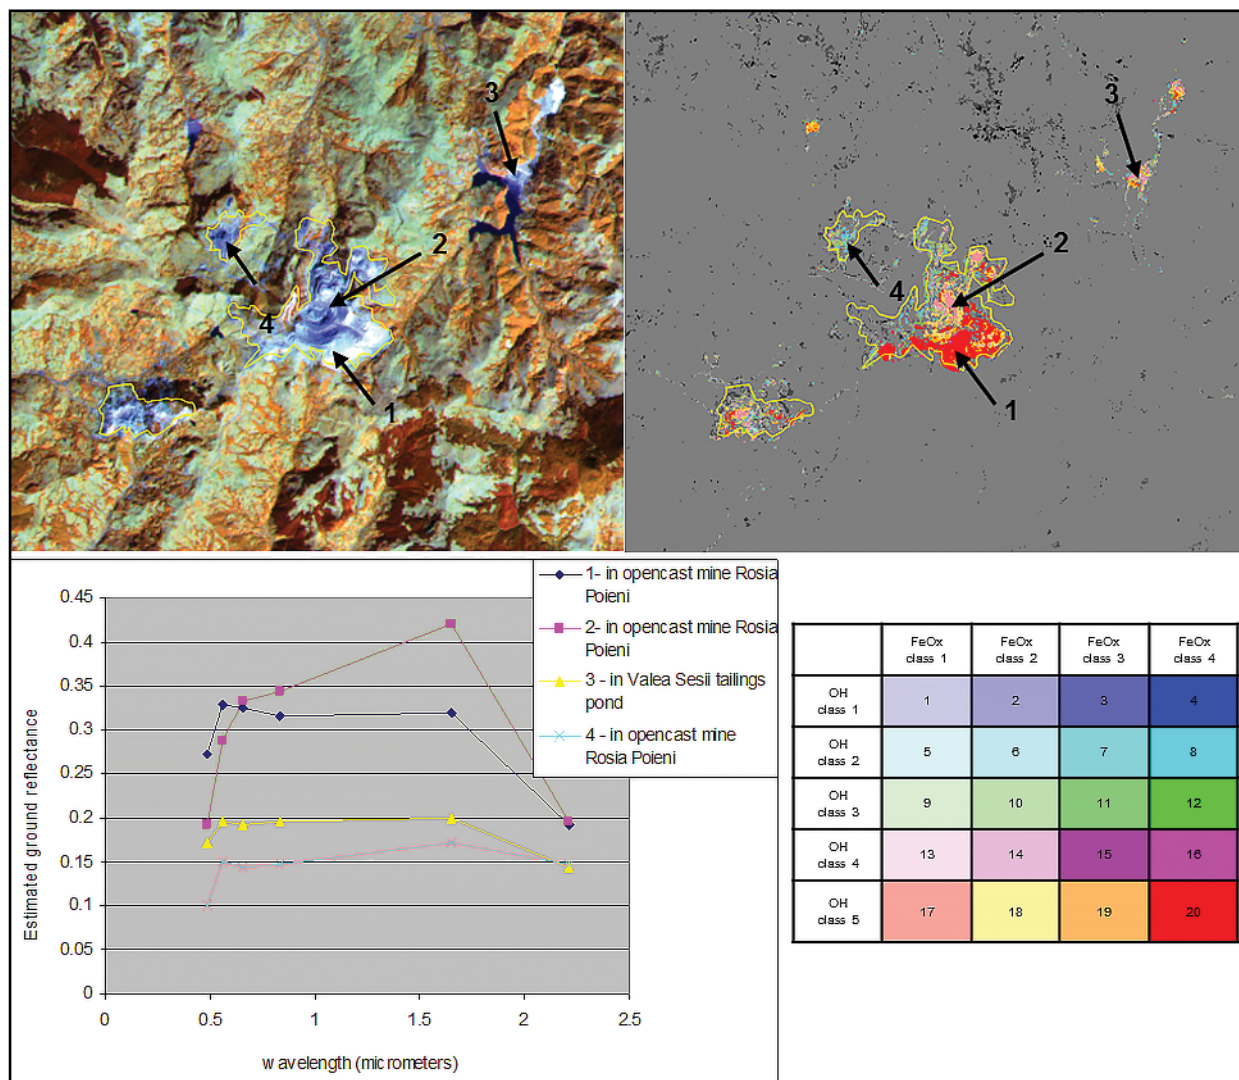 3
2
4
1
3
2
4
1
0.45
0.4
0.35
0.3
0.25
0.2
0.15
0.1
0.05
0
0
0.5
1
1.5
2
2.5
Estimated ground reflectance
wavelength (micrometers)
1- in opencast mine Rosia
Poieni
2- in opencast mine Rosia
Poieni
3 - in Valea Sesii tailings
pond
4 - in opencast mine
Rosia Poieni
FeOx class 1
FeOx class 2
FeOx class 3
FeOx class 4
OH class 1
1
2
3
4
OH class 2
5
6
7
8
OH class 3
9
10
11
12
OH class 4
13
14
15
16
OH class 5
17
18
19
20